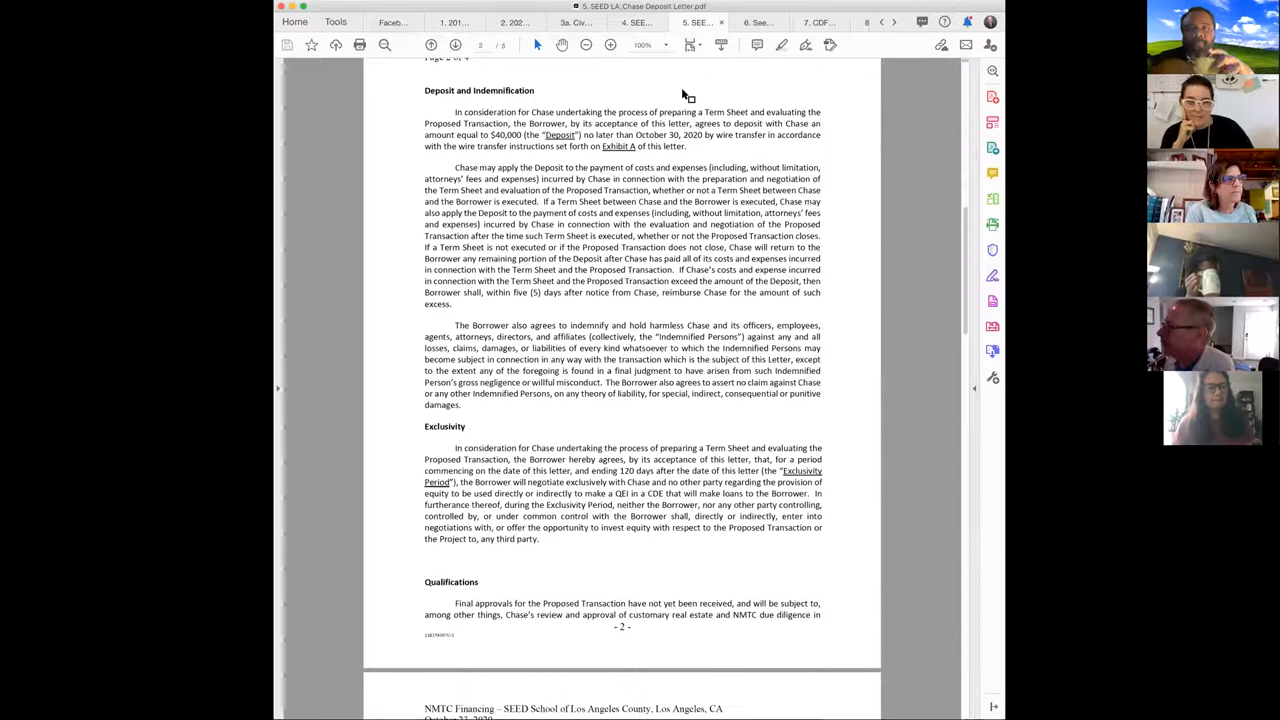 5. SEED LA_Chase Deposit Letter.pdf
Home Tools Faceb... 1. 201... 2. 202... 3a. Civ... 4. SEE... 5. SEE... × 6. See... 7. CDF... 8
2 / 5 100%
Page 2 of 4
Deposit and Indemnification
In consideration for Chase undertaking the process of preparing a Term Sheet and evaluating the
Proposed Transaction, the Borrower, by its acceptance of this letter, agrees to deposit with Chase an
amount equal to $40,000 (the “Deposit”) no later than October 30, 2020 by wire transfer in accordance
with the wire transfer instructions set forth on Exhibit A of this letter.
Chase may apply the Deposit to the payment of costs and expenses (including, without limitation,
attorneys’ fees and expenses) incurred by Chase in connection with the preparation and negotiation of
the Term Sheet and evaluation of the Proposed Transaction, whether or not a Term Sheet between Chase
and the Borrower is executed. If a Term Sheet between Chase and the Borrower is executed, Chase may
also apply the Deposit to the payment of costs and expenses (including, without limitation, attorneys’ fees
and expenses) incurred by Chase in connection with the evaluation and negotiation of the Proposed
Transaction after the time such Term Sheet is executed, whether or not the Proposed Transaction closes.
If a Term Sheet is not executed or if the Proposed Transaction does not close, Chase will return to the
Borrower any remaining portion of the Deposit after Chase has paid all of its costs and expenses incurred
in connection with the Term Sheet and the Proposed Transaction. If Chase’s costs and expense incurred
in connection with the Term Sheet and the Proposed Transaction exceed the amount of the Deposit, then
Borrower shall, within five (5) days after notice from Chase, reimburse Chase for the amount of such
excess.
The Borrower also agrees to indemnify and hold harmless Chase and its officers, employees,
agents, attorneys, directors, and affiliates (collectively, the “Indemnified Persons”) against any and all
losses, claims, damages, or liabilities of every kind whatsoever to which the Indemnified Persons may
become subject in connection in any way with the transaction which is the subject of this Letter, except
to the extent any of the foregoing is found in a final judgment to have arisen from such Indemnified
Person’s gross negligence or willful misconduct. The Borrower also agrees to assert no claim against Chase
or any other Indemnified Persons, on any theory of liability, for special, indirect, consequential or punitive
damages.
Exclusivity
In consideration for Chase undertaking the process of preparing a Term Sheet and evaluating the
Proposed Transaction, the Borrower hereby agrees, by its acceptance of this letter, that, for a period
commencing on the date of this letter, and ending 120 days after the date of this letter (the “Exclusivity
Period”), the Borrower will negotiate exclusively with Chase and no other party regarding the provision of
equity to be used directly or indirectly to make a QEI in a CDE that will make loans to the Borrower. In
furtherance thereof, during the Exclusivity Period, neither the Borrower, nor any other party controlling,
controlled by, or under common control with the Borrower shall, directly or indirectly, enter into
negotiations with, or offer the opportunity to invest equity with respect to the Proposed Transaction or
the Project to, any third party.
Qualifications
Final approvals for the Proposed Transaction have not yet been received, and will be subject to,
among other things, Chase’s review and approval of customary real estate and NMTC due diligence in
- 2 -
NMTC Financing – SEED School of Los Angeles County, Los Angeles, CA
October 23, 2020